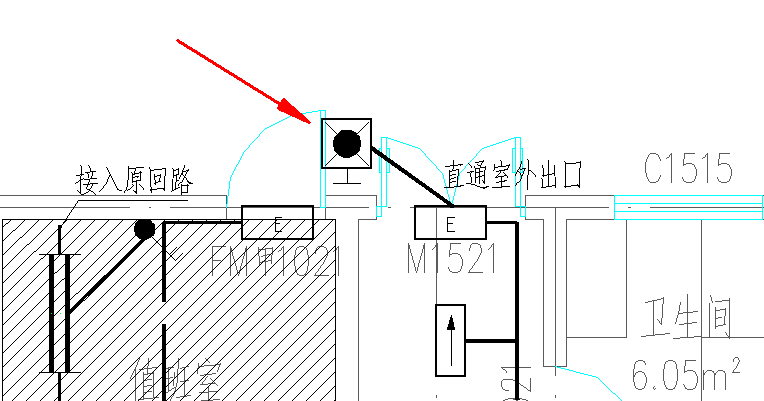 直通室外出口
C1515
接入原回路
E
E
FM甲1021
M1521
卫生间
6.05m²
值班室